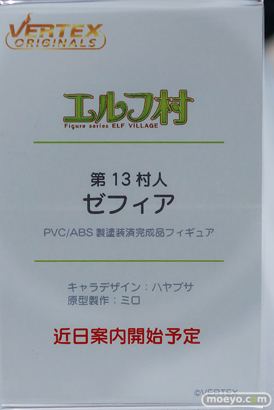 VERTEX
ORIGINALS
エルフ村
Figure series ELF VILLAGE
第13村人
ゼフィア
PVC/ABS 製塗装済完成品フィギュア
キャラデザイン：ハヤブサ
原型製作：ミロ
近日案内開始予定
©VERTEX
moeyo.com